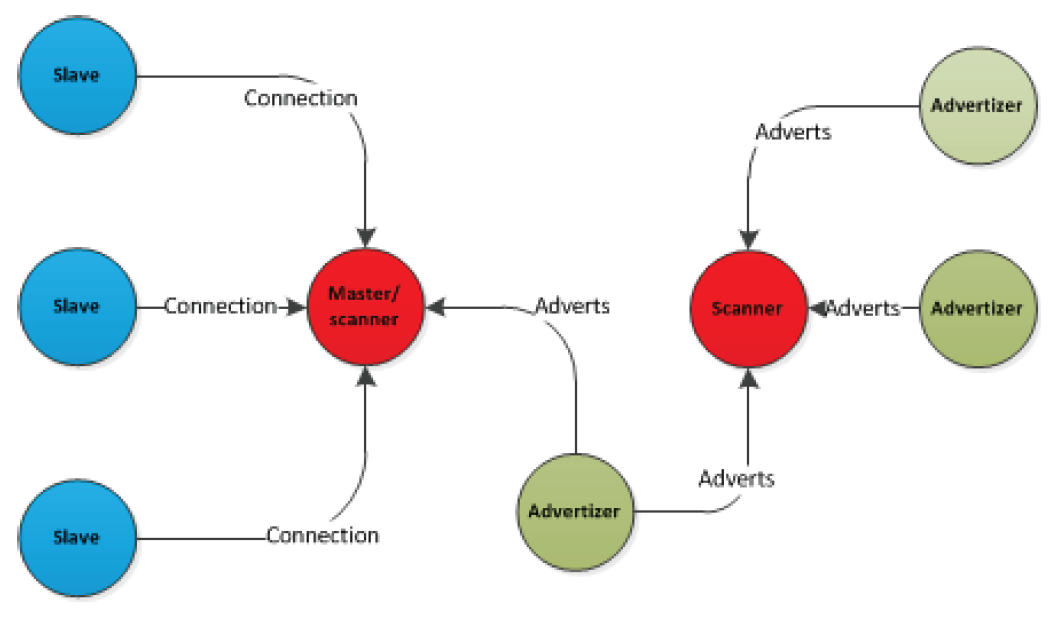 Slave
Connection
Adverts
Advertizer
Slave
Connection
Master/
scanner
Adverts
Scanner
Adverts
Advertizer
Slave
Connection
Advertizer
Adverts